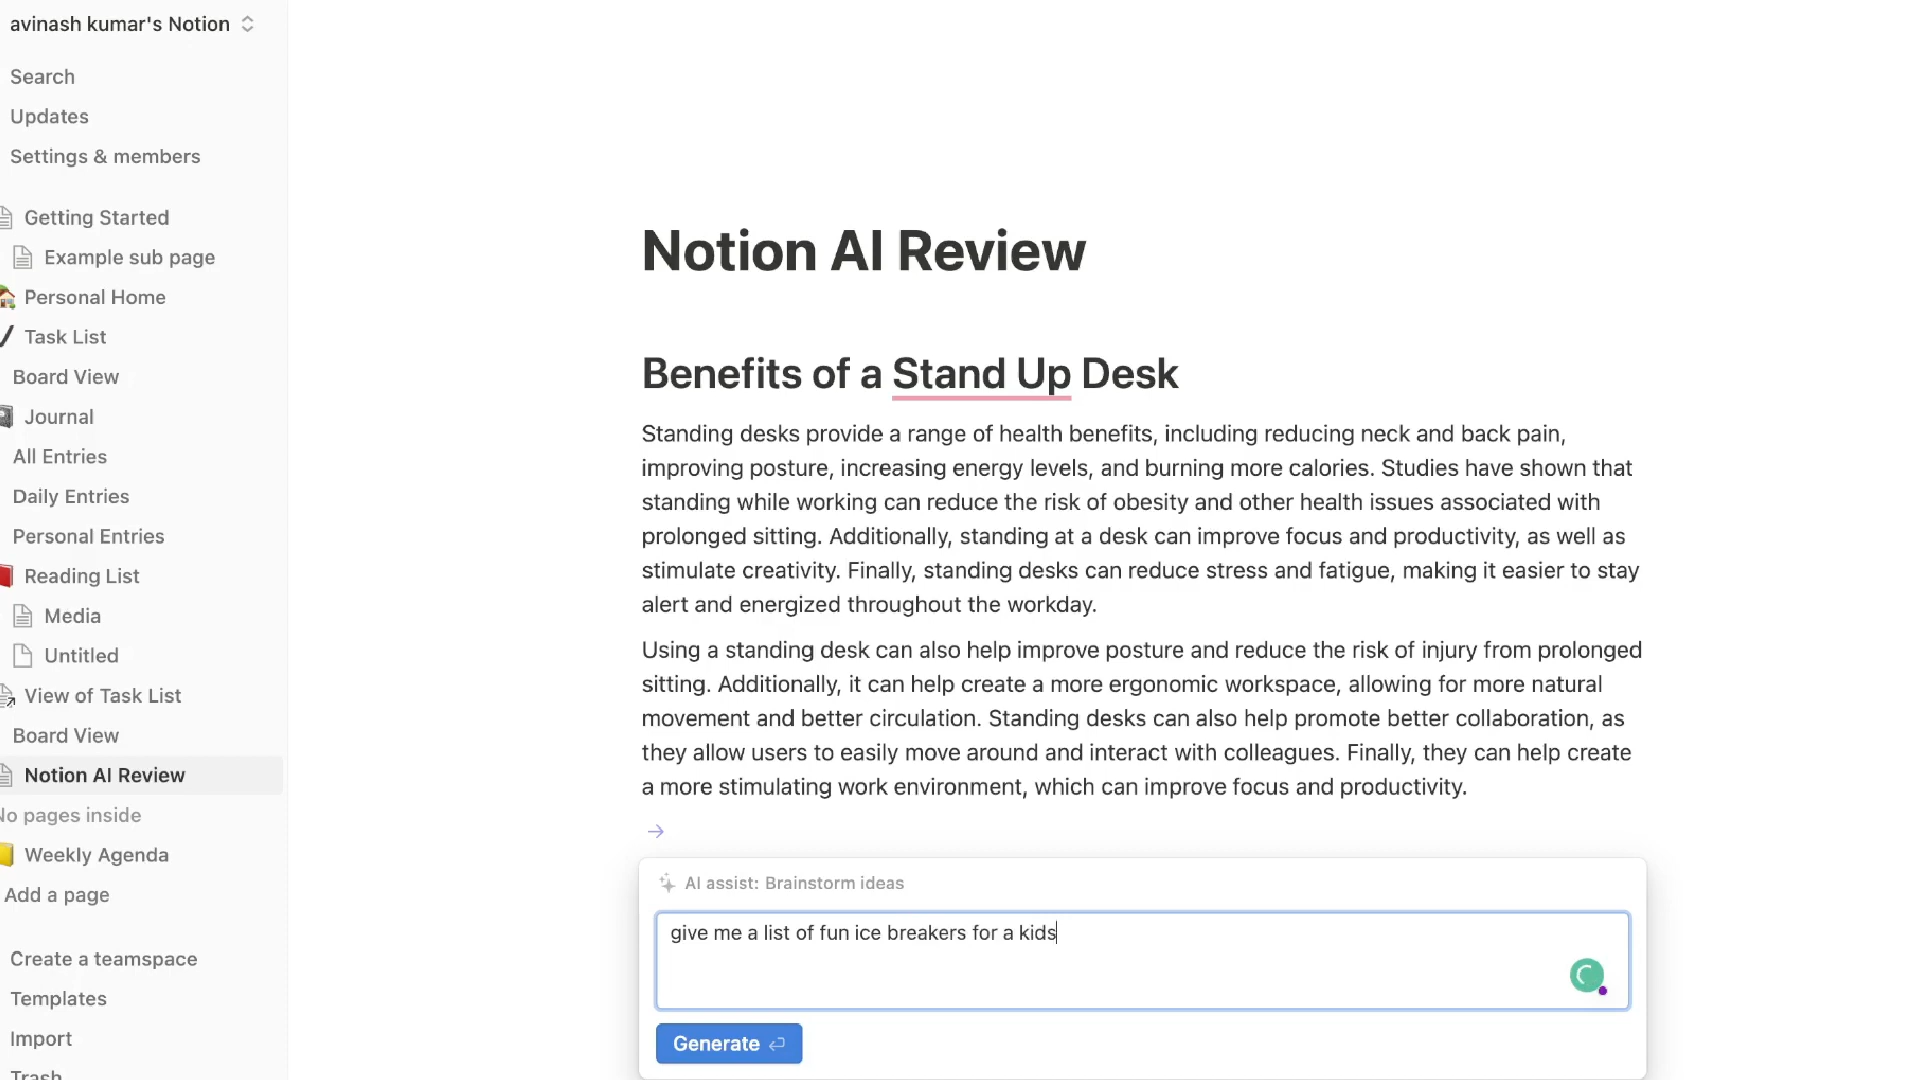 avinash kumar's Notion
Search
Updates
Settings & members
Getting Started
Example sub page
Personal Home
Task List
Board View
Journal
All Entries
Daily Entries
Personal Entries
Reading List
Media
Untitled
View of Task List
Board View
Notion AI Review
No pages inside
Weekly Agenda
Add a page
Create a teamspace
Templates
Import
Trash
Notion AI Review
Benefits of a Stand Up Desk
Standing desks provide a range of health benefits, including reducing neck and back pain,
improving posture, increasing energy levels, and burning more calories. Studies have shown that
standing while working can reduce the risk of obesity and other health issues associated with
prolonged sitting. Additionally, standing at a desk can improve focus and productivity, as well as
stimulate creativity. Finally, standing desks can reduce stress and fatigue, making it easier to stay
alert and energized throughout the workday.
Using a standing desk can also help improve posture and reduce the risk of injury from prolonged
sitting. Additionally, it can help create a more ergonomic workspace, allowing for more natural
movement and better circulation. Standing desks can also help promote better collaboration, as
they allow users to easily move around and interact with colleagues. Finally, they can help create
a more stimulating work environment, which can improve focus and productivity.
AI assist: Brainstorm ideas
give me a list of fun ice breakers for a kids
Generate